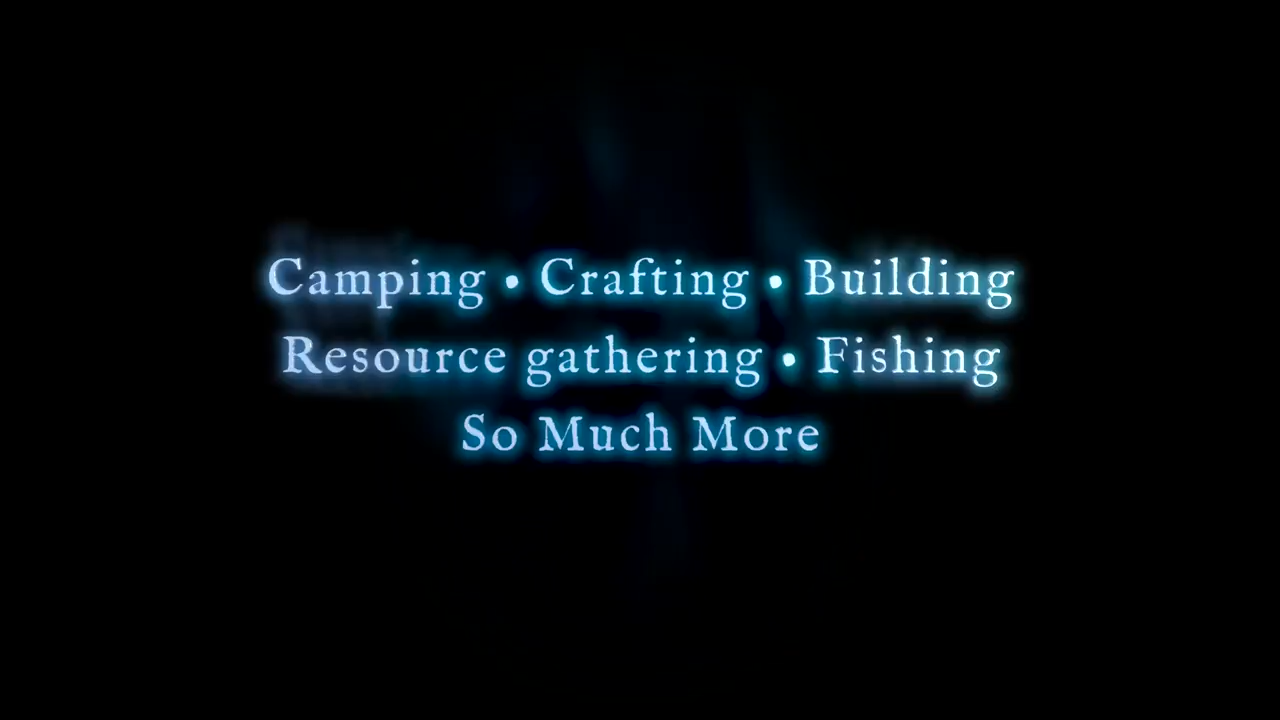 Camping • Crafting • Building
Resource gathering • Fishing
So Much More